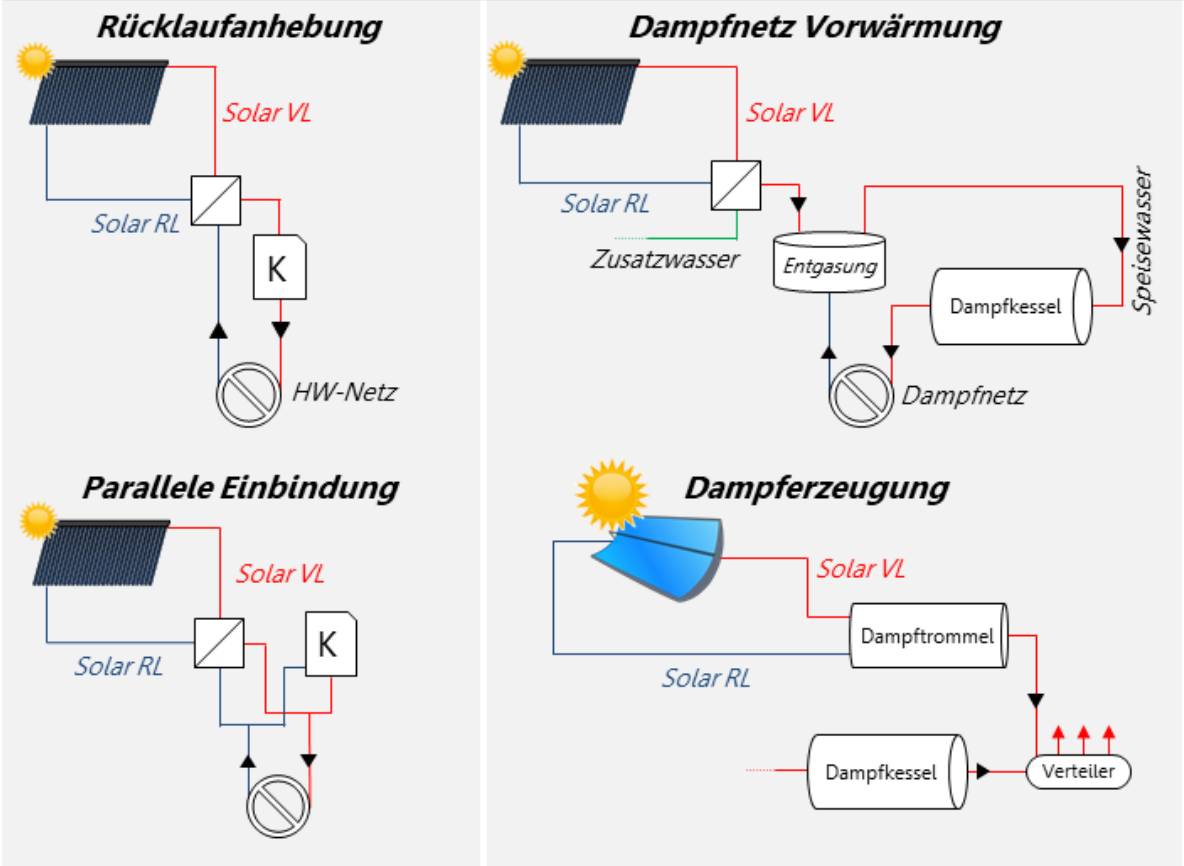 Rücklaufanhebung
Solar VL
Solar RL
K
HW-Netz
Dampfnetz Vorwärmung
Solar VL
Solar RL
Zusatzwasser
Entgasung
Speisewasser
Dampfkessel
Dampfnetz
Parallele Einbindung
Solar VL
K
Solar RL
Dampferzeugung
Solar VL
Dampftrommel
Solar RL
Dampfkessel
Verteiler